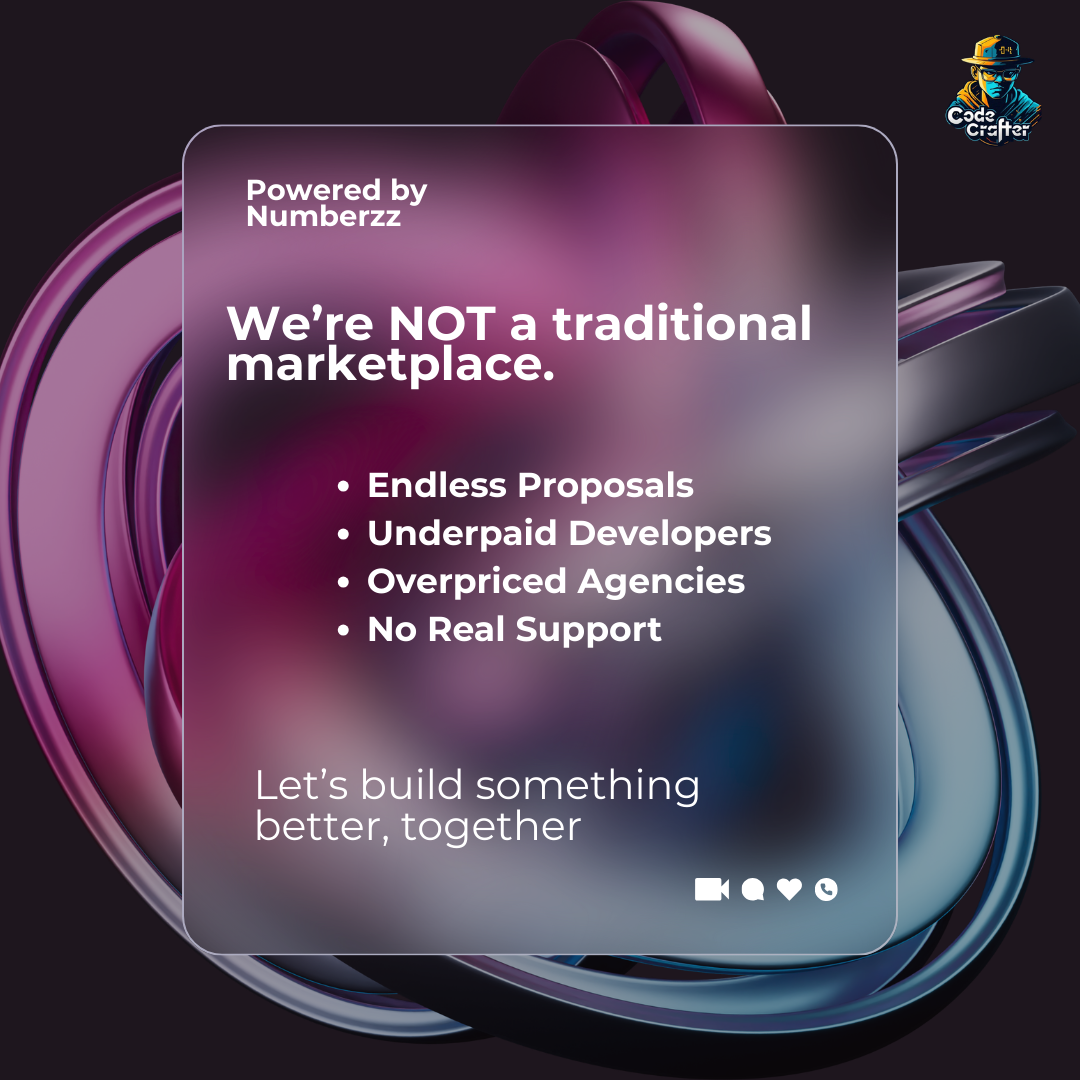 Code
Crafter
Powered by
Numberzz
We’re NOT a traditional
marketplace.
• Endless Proposals
• Underpaid Developers
• Overpriced Agencies
• No Real Support
Let’s build something
better, together